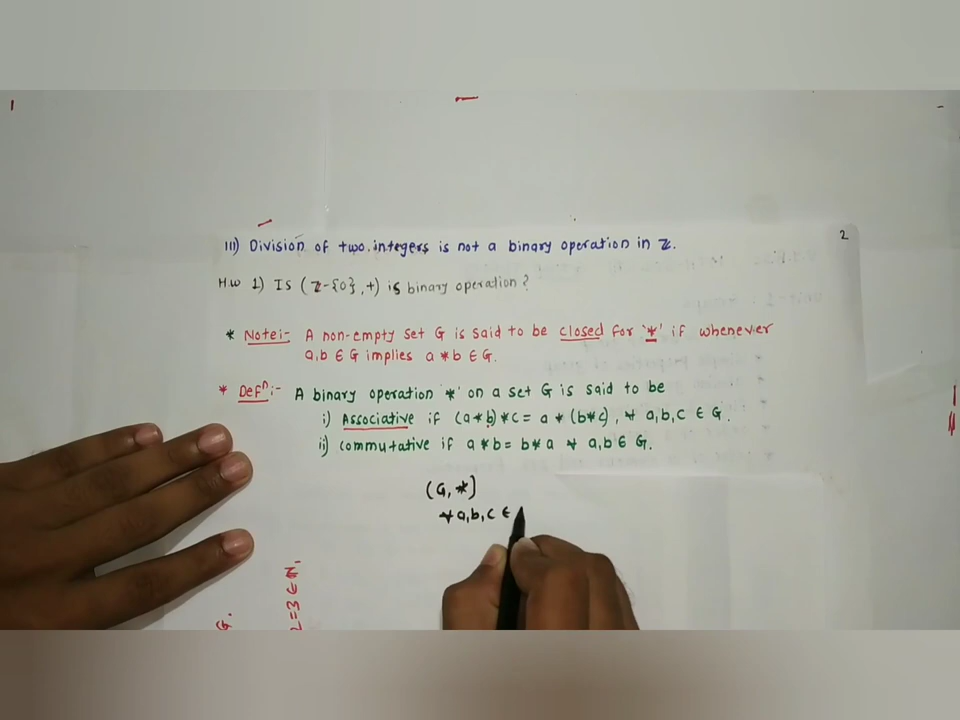 2
III) Division of two integers is not a binary operation in Z.
HW 1) Is (Z-{0}, +) is binary operation?
* Note:- A non-empty set G is said to be closed for '*' if whenever
a,b ∈ G implies a * b ∈ G.
* Defⁿ:- A binary operation '*' on a set G is said to be
i) Associative if (a*b)*c = a*(b*c), ∀ a,b,c ∈ G.
ii) Commutative if a*b = b*a ∀ a,b ∈ G.
(G, *]
∀ a,b,c ∈
G.
2=3 ∈ N.